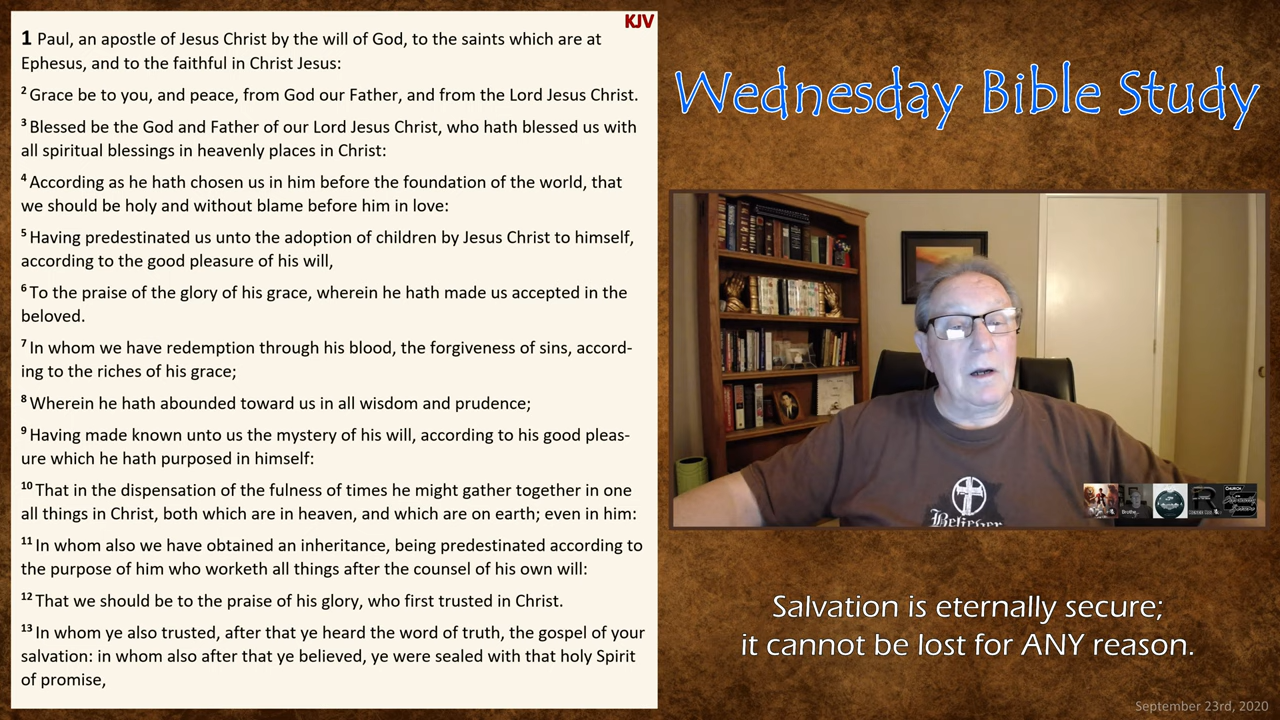 KJV
1 Paul, an apostle of Jesus Christ by the will of God, to the saints which are at
Ephesus, and to the faithful in Christ Jesus:
2 Grace be to you, and peace, from God our Father, and from the Lord Jesus Christ.
3 Blessed be the God and Father of our Lord Jesus Christ, who hath blessed us with
all spiritual blessings in heavenly places in Christ:
4 According as he hath chosen us in him before the foundation of the world, that
we should be holy and without blame before him in love:
5 Having predestinated us unto the adoption of children by Jesus Christ to himself,
according to the good pleasure of his will,
6 To the praise of the glory of his grace, wherein he hath made us accepted in the
beloved.
7 In whom we have redemption through his blood, the forgiveness of sins, accord-
ing to the riches of his grace;
8 Wherein he hath abounded toward us in all wisdom and prudence;
9 Having made known unto us the mystery of his will, according to his good pleas-
ure which he hath purposed in himself:
10 That in the dispensation of the fulness of times he might gather together in one
all things in Christ, both which are in heaven, and which are on earth; even in him:
11 In whom also we have obtained an inheritance, being predestinated according to
the purpose of him who worketh all things after the counsel of his own will:
12 That we should be to the praise of his glory, who first trusted in Christ.
13 In whom ye also trusted, after that ye heard the word of truth, the gospel of your
salvation: in whom also after that ye believed, ye were sealed with that holy Spirit
of promise,
Wednesday Bible Study
Believer
Brothe...
CHURCH
Salvation is eternally secure;
it cannot be lost for ANY reason.
September 23rd, 2020